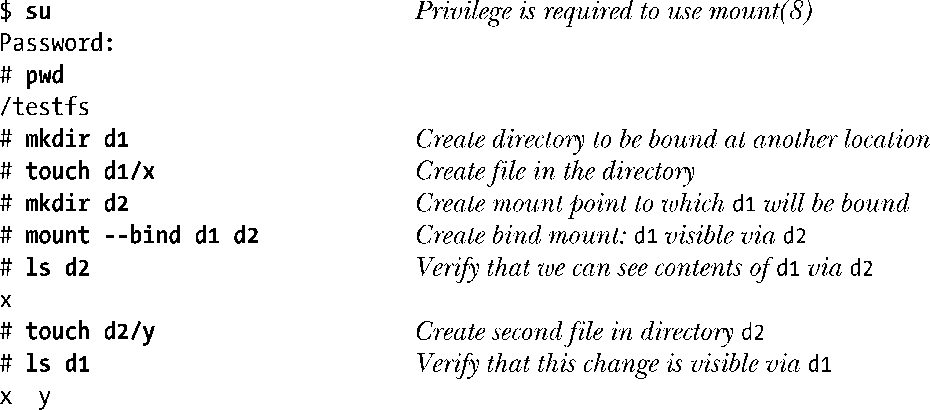 $ su Privilege is required to use mount(8)
Password:
# pwd
/testfs
# mkdir d1 Create directory to be bound at another location
# touch d1/x Create file in the directory
# mkdir d2 Create mount point to which d1 will be bound
# mount --bind d1 d2 Create bind mount: d1 visible via d2
# ls d2 Verify that we can see contents of d1 via d2
x
# touch d2/y Create second file in directory d2
# ls d1 Verify that this change is visible via d1
x y